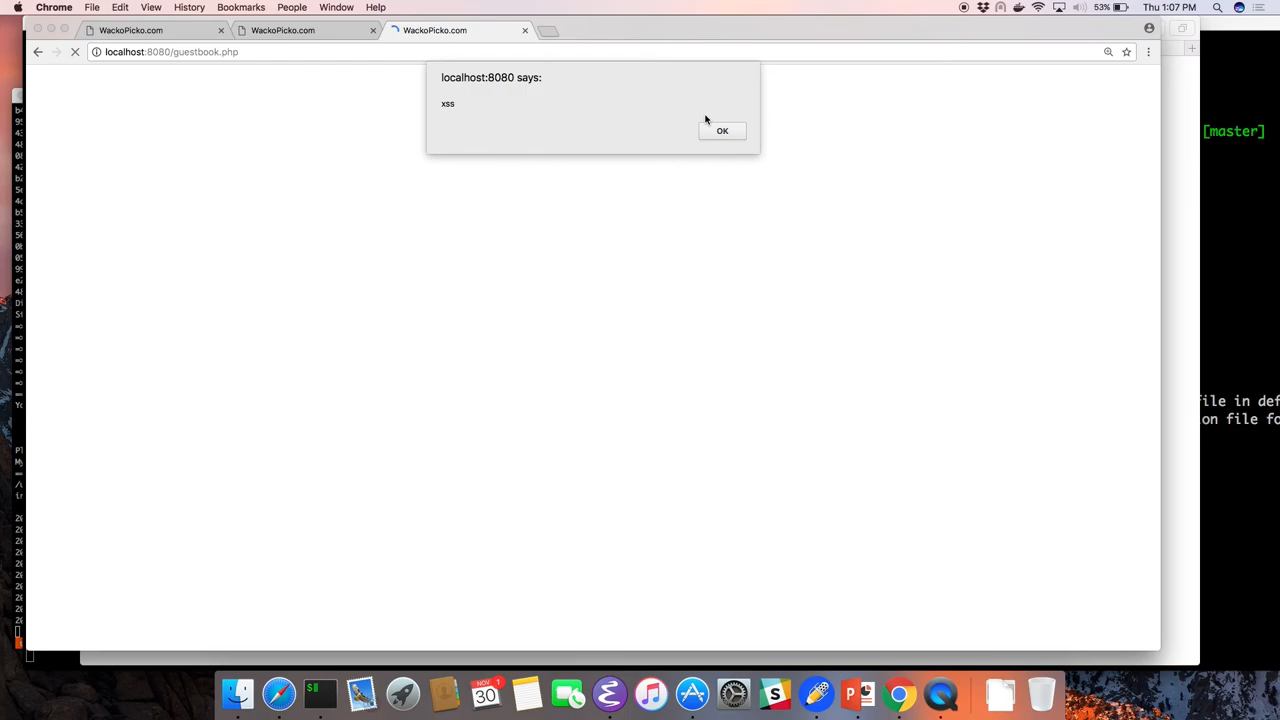 Chrome File Edit View History Bookmarks People Window Help 53% Thu 1:07 PM
WackoPicko.com WackoPicko.com WackoPicko.com
localhost:8080/guestbook.php
localhost:8080 says:
xss
OK
[master]
file in def
on file fo
$
NOV 1
30